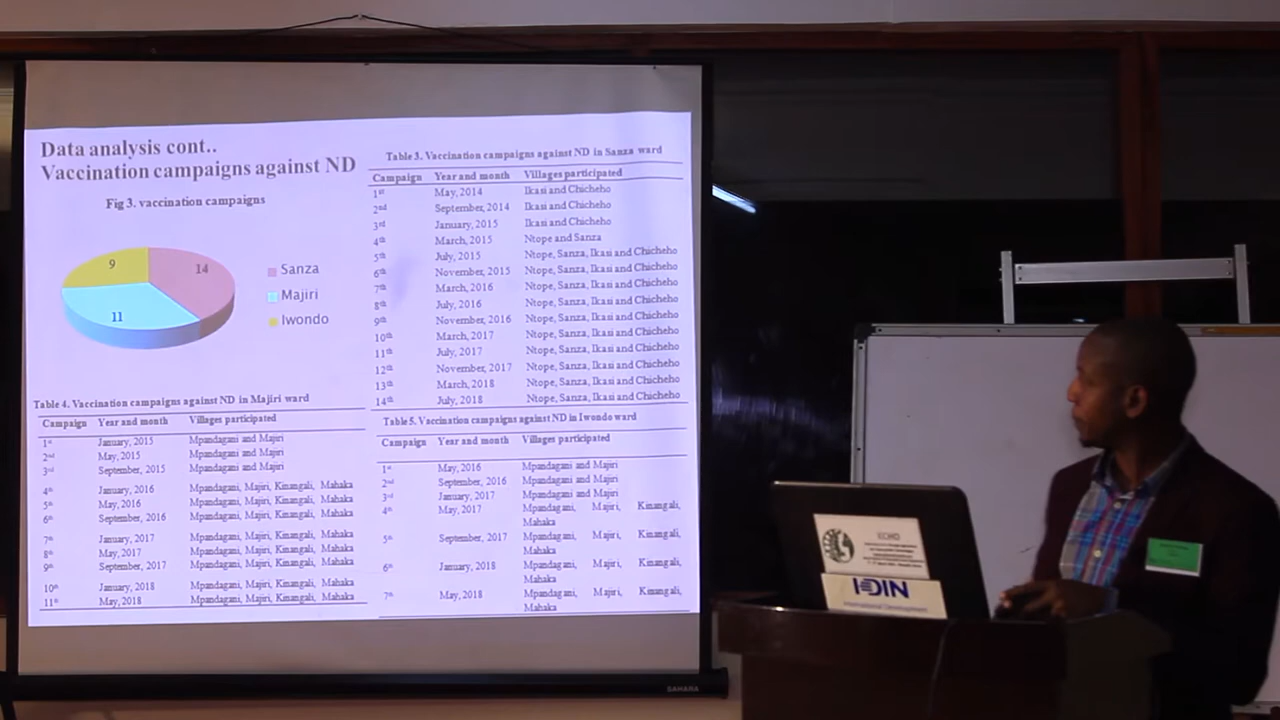 Data analysis cont..
Vaccination campaigns against ND
Fig 3. vaccination campaigns
9
14
11
Sanza
Majiri
Iwondo
Table 3. Vaccination campaigns against ND in Sanza ward
Campaign Year and month Villages participated
1st May, 2014 Ikasi and Chicheho
2nd September, 2014 Ikasi and Chicheho
3rd January, 2015 Ikasi and Chicheho
4th March, 2015 Ntope and Sanza
5th July, 2015 Ntope, Sanza, Ikasi and Chicheho
6th November, 2015 Ntope, Sanza, Ikasi and Chicheho
7th March, 2016 Ntope, Sanza, Ikasi and Chicheho
8th July, 2016 Ntope, Sanza, Ikasi and Chicheho
9th November, 2016 Ntope, Sanza, Ikasi and Chicheho
10th March, 2017 Ntope, Sanza, Ikasi and Chicheho
11th July, 2017 Ntope, Sanza, Ikasi and Chicheho
12th November, 2017 Ntope, Sanza, Ikasi and Chicheho
13th March, 2018 Ntope, Sanza, Ikasi and Chicheho
14th July, 2018 Ntope, Sanza, Ikasi and Chicheho
Table 4. Vaccination campaigns against ND in Majiri ward
Campaign Year and month Villages participated
1st January, 2015 Mpandagani and Majiri
2nd May, 2015 Mpandagani and Majiri
3rd September, 2015 Mpandagani and Majiri
4th January, 2016 Mpandagani, Majiri, Kinangali, Mahaka
5th May, 2016 Mpandagani, Majiri, Kinangali, Mahaka
6th September, 2016 Mpandagani, Majiri, Kinangali, Mahaka
7th January, 2017 Mpandagani, Majiri, Kinangali, Mahaka
8th May, 2017 Mpandagani, Majiri, Kinangali, Mahaka
9th September, 2017 Mpandagani, Majiri, Kinangali, Mahaka
10th January, 2018 Mpandagani, Majiri, Kinangali, Mahaka
11th May, 2018 Mpandagani, Majiri, Kinangali, Mahaka
Table 5. Vaccination campaigns against ND in Iwondo ward
Campaign Year and month Villages participated
1st May, 2016 Mpandagani and Majiri
2nd September, 2016 Mpandagani and Majiri
3rd January, 2017 Mpandagani and Majiri
4th May, 2017 Mpandagani, Majiri, Kinangali,
Mahaka
5th September, 2017 Mpandagani, Majiri, Kinangali,
Mahaka
6th January, 2018 Mpandagani, Majiri, Kinangali,
Mahaka
7th May, 2018 Mpandagani, Majiri, Kinangali,
Mahaka
SAHARA
ECHO
IDIN
International Development